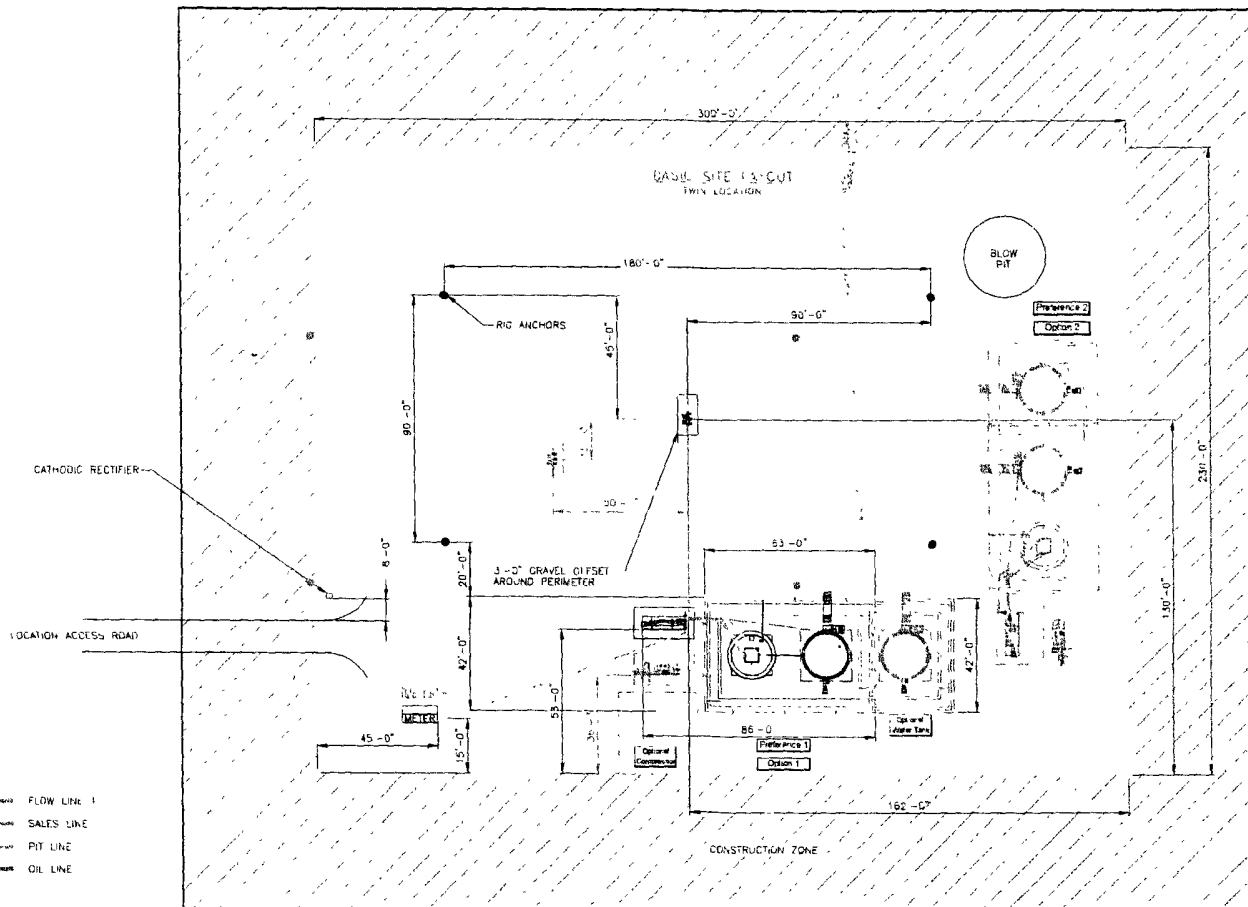 300'-0"
TWIN LOCATION
BLOW
PIT
180'-0"
Preference 2
Option 2
RIG ANCHORS
90'-0"
45'-0"
90'-0"
230'-0"
CATHODIC RECTIFIER
3'-0" GRAVEL OFFSET
AROUND PERIMETER
63'-0"
20'-0"
8'-0"
130'-0"
LOCATION ACCESS ROAD
42'-0"
53'-0"
42'-0"
METER
45'-0"
15'-0"
86'-0
Optional
Water Tank
Preference 1
Option 1
Optional
Compressor
162'-0"
CONSTRUCTION ZONE
FLOW LINE 1
SALES LINE
PIT LINE
OIL LINE